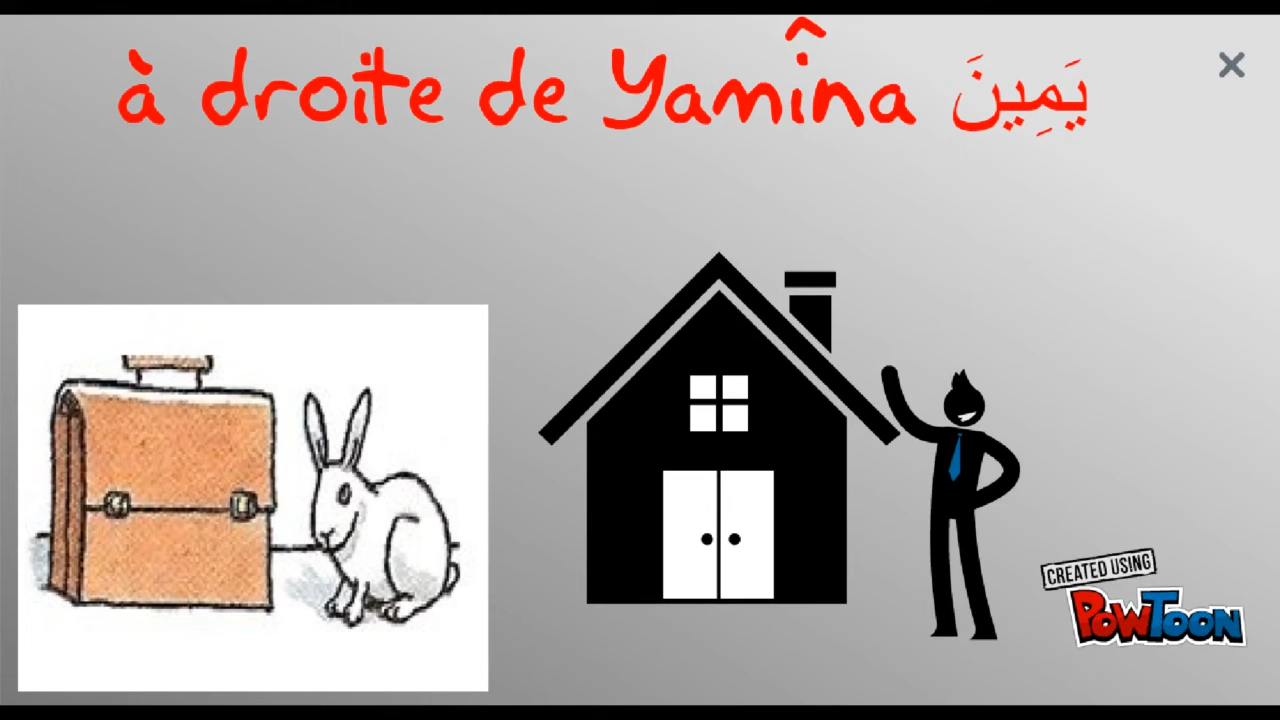 à droite de Yamîna يَمِينَ
CREATED USING
POWTOON